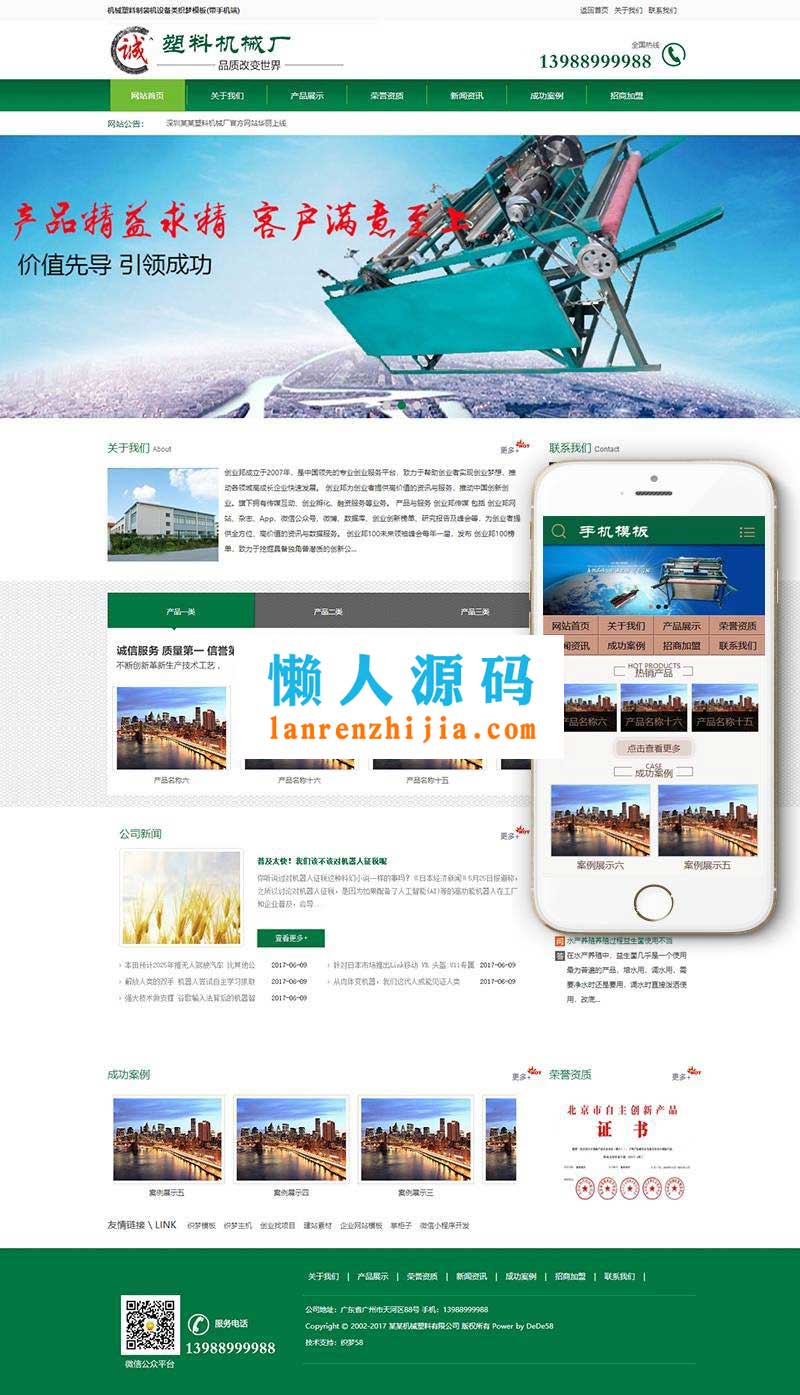 机械塑料制袋机设备类织梦模板(带手机端)
返回首页 关于我们 联系我们
诚 塑料机械厂
品质改变世界
全国热线
13988999988
网站首页 关于我们 产品展示 荣誉资质 新闻资讯 成功案例 招商加盟
网站公告： 深圳某某塑料机械厂官方网站华丽上线
产品精益求精 客户满意至上
价值先导 引领成功
关于我们 About
更多+
联系我们 Contact
创业邦成立于2007年，是中国领先的专业创业服务平台，致力于帮助创业者实现创业梦想、推
动各领域高成长企业快速发展。 创业邦为创业者提供高价值的资讯与服务，推动中国创新创
业。旗下拥有传媒互动、创业孵化、融资服务等业务。 产品与服务 创业邦传媒 包括 创业邦网
站、杂志、App、微信公众号、微博、数据库、创业创新榜单、研究报告及峰会等，为创业者提
供全方位、高价值的资讯与数据服务。 创业邦100未来领袖峰会每年一届，发布 创业邦100榜
单，致力于挖掘具备独角兽潜质的创新公...
产品一类 产品二类 产品三类
诚信服务 质量第一 信誉第
不断创新革新生产技术工艺，
产品名称六 产品名称十六 产品名称十五
懒人源码
lanrenzhijia.com
手机模板
网站首页 关于我们 产品展示 荣誉资质
闻资讯 成功案例 招商加盟 联系我们
HOT PRODUCTS
热销产品
产品名称六 产品名称十六 产品名称十五
点击查看更多
CASE
成功案例
案例展示六 案例展示五
公司新闻
更多+
普及太快！我们该不该对机器人征税呢
你听说过对机器人征税这种科幻小说一样的事吗？《日本经济新闻》5月25日报道称，
之所以讨论对机器人征税，是因为如果配备了人工智能(AI)等的高功能机器人在工厂
和企业普及，会导...
查看更多+
本田预计2025年推无人驾驶汽车 比其他公 2017-06-09
针对日本市场推出Link移动 VR 头盔:V11专属 2017-06-09
解放人类的双手 机器人尝试自主学习抓取 2017-06-09
从肉体变机器：我们这代人或能见证人类 2017-06-09
强大技术做支撑 谷歌输入法背后的机器智 2017-06-09
问 水产养殖养殖过程益生菌使用不当
答 在水产养殖中，益生菌几乎是一个使用
最为普遍的产品，培水用，调水用，需
要净水时还是要用，调水时直接泼洒使
用，改底...
成功案例
更多+
荣誉资质
更多+
案例展示五 案例展示四 案例展示三
北京市自主创新产品
证 书
友情链接 \ LINK 织梦模板 织梦主机 创业找项目 建站素材 企业网站模板 掌柜子 微信小程序开发
关于我们 | 产品展示 | 荣誉资质 | 新闻资讯 | 成功案例 | 招商加盟 | 联系我们 |
微信公众平台
服务电话
13988999988
公司地址：广东省广州市天河区88号 手机：13988999988
Copyright © 2002-2017 某某机械塑料有限公司 版权所有 Power by DeDe58
技术支持：织梦58